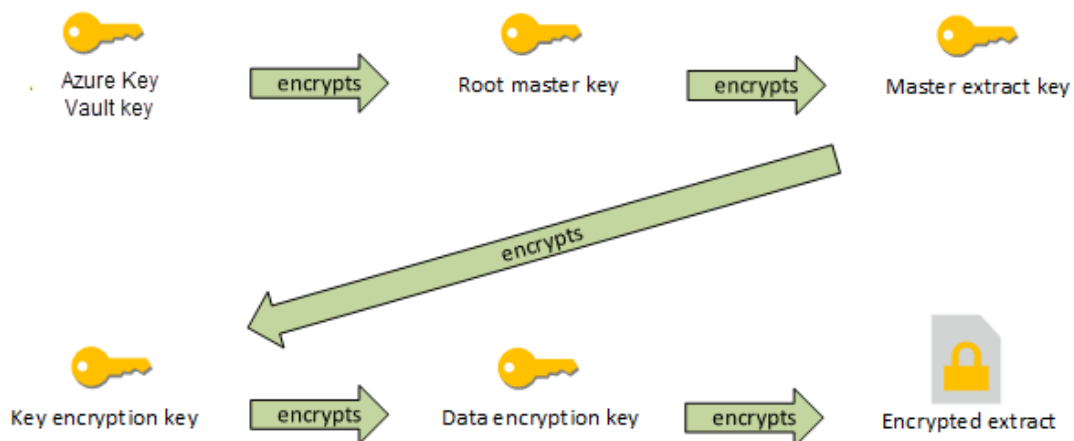 Azure Key
Vault key
encrypts
Root master key
encrypts
Master extract key
encrypts
Key encryption key
encrypts
Data encryption key
encrypts
Encrypted extract